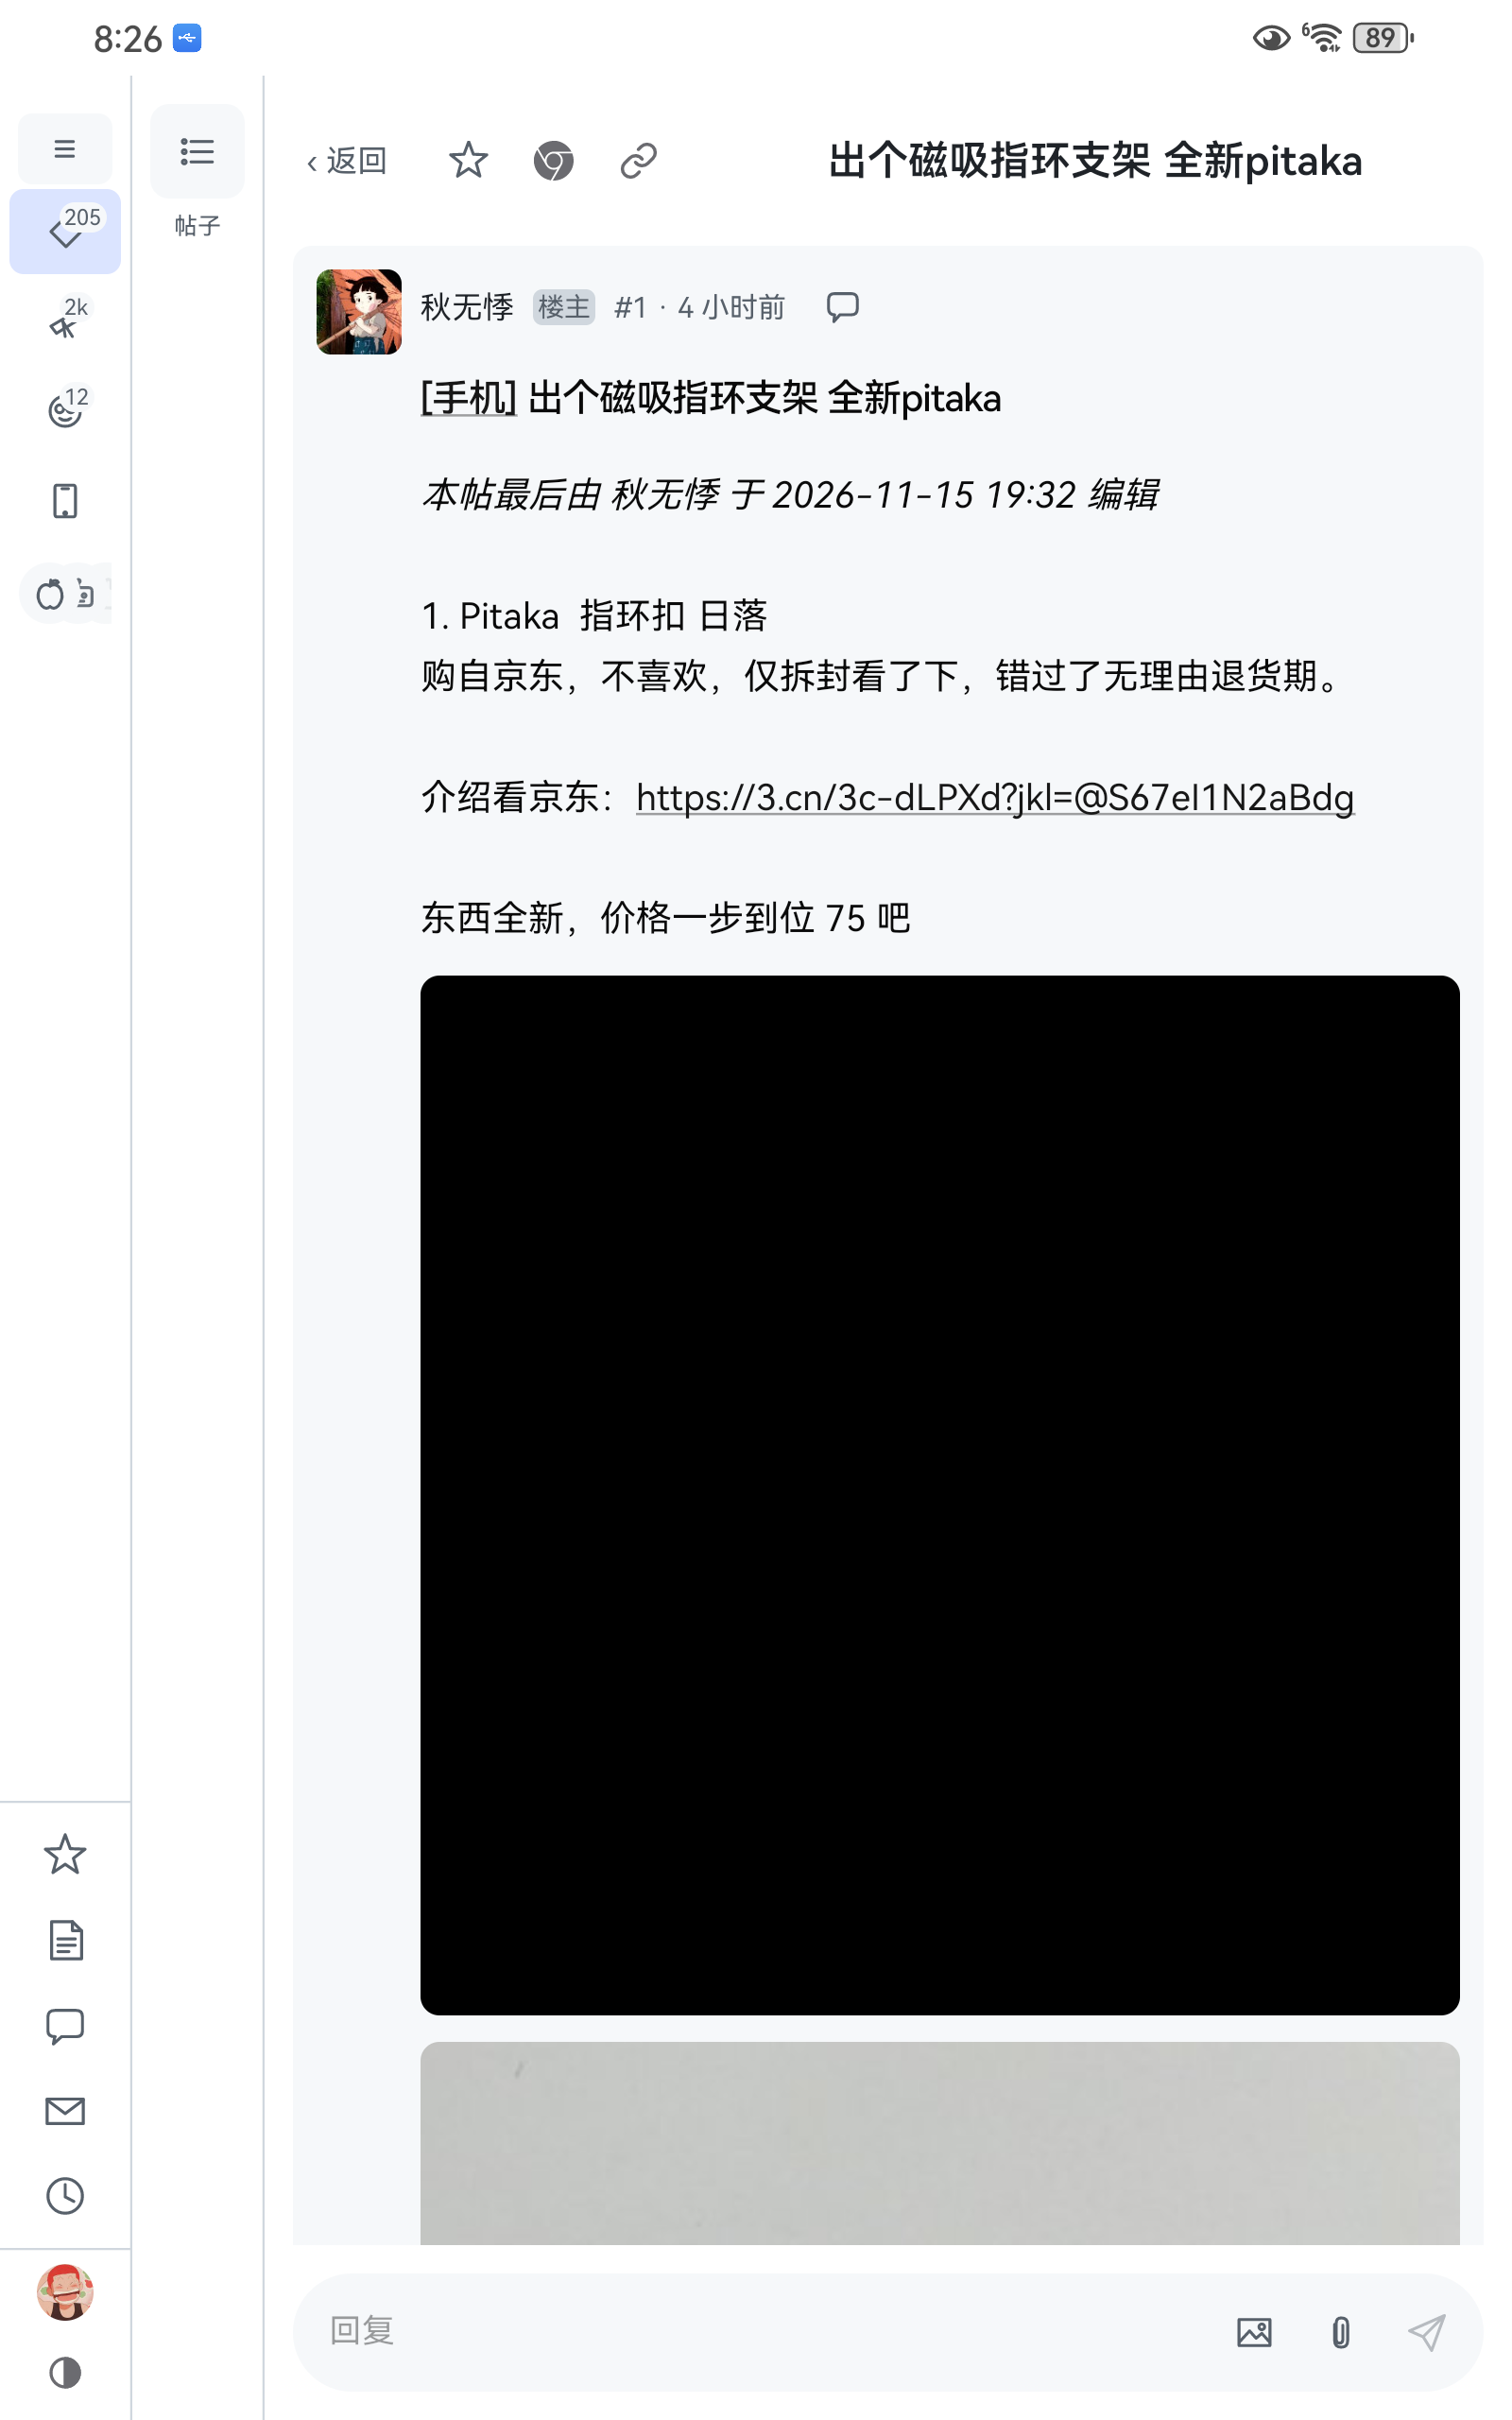 8:26
6
89
205
2k
12
帖子
‹ 返回
出个磁吸指环支架 全新pitaka
秋无悸 楼主 #1 · 4 小时前
[手机] 出个磁吸指环支架 全新pitaka
本帖最后由 秋无悸 于 2026-11-15 19:32 编辑
1. Pitaka 指环扣 日落
购自京东，不喜欢，仅拆封看了下，错过了无理由退货期。
介绍看京东：https://3.cn/3c-dLPXd?jkl=@S67eI1N2aBdg
东西全新，价格一步到位 75 吧
回复